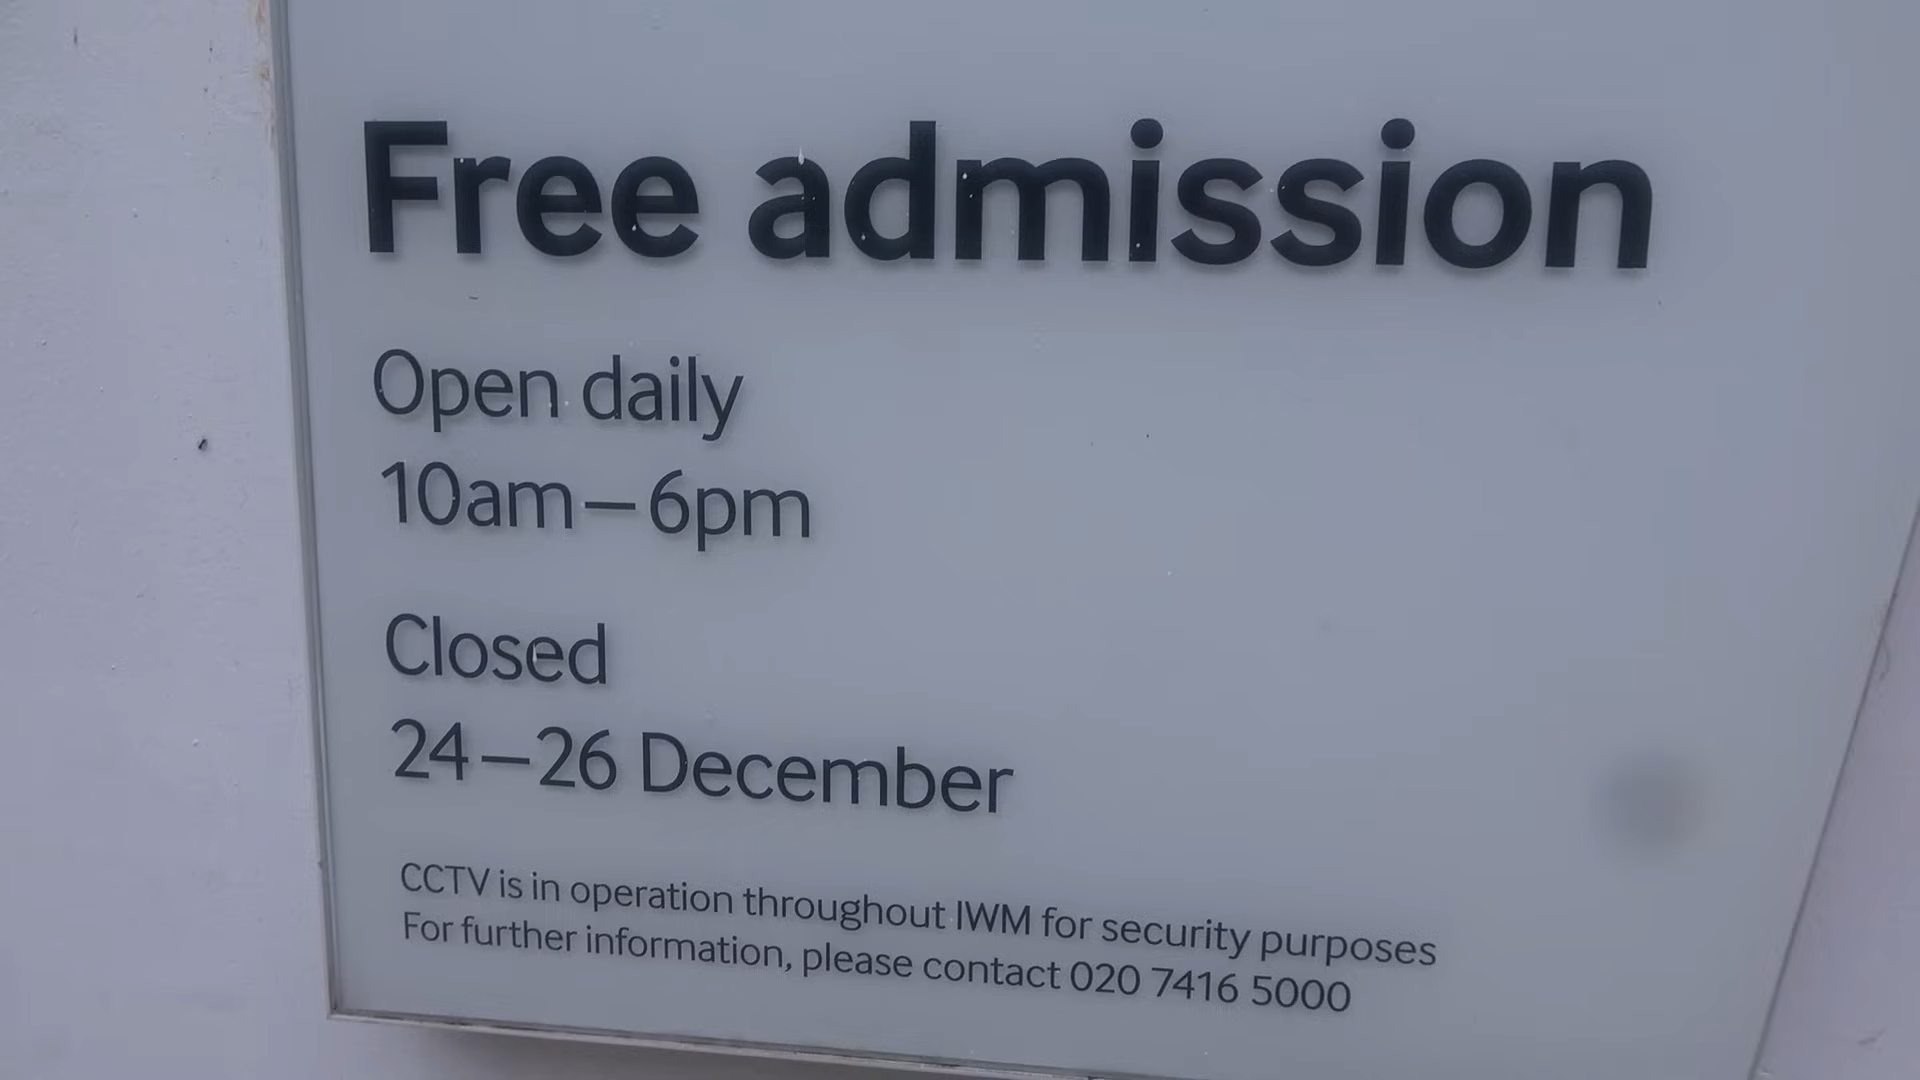 Free admission
Open daily
10am–6pm
Closed
24–26 December
CCTV is in operation throughout IWM for security purposes
For further information, please contact 020 7416 5000